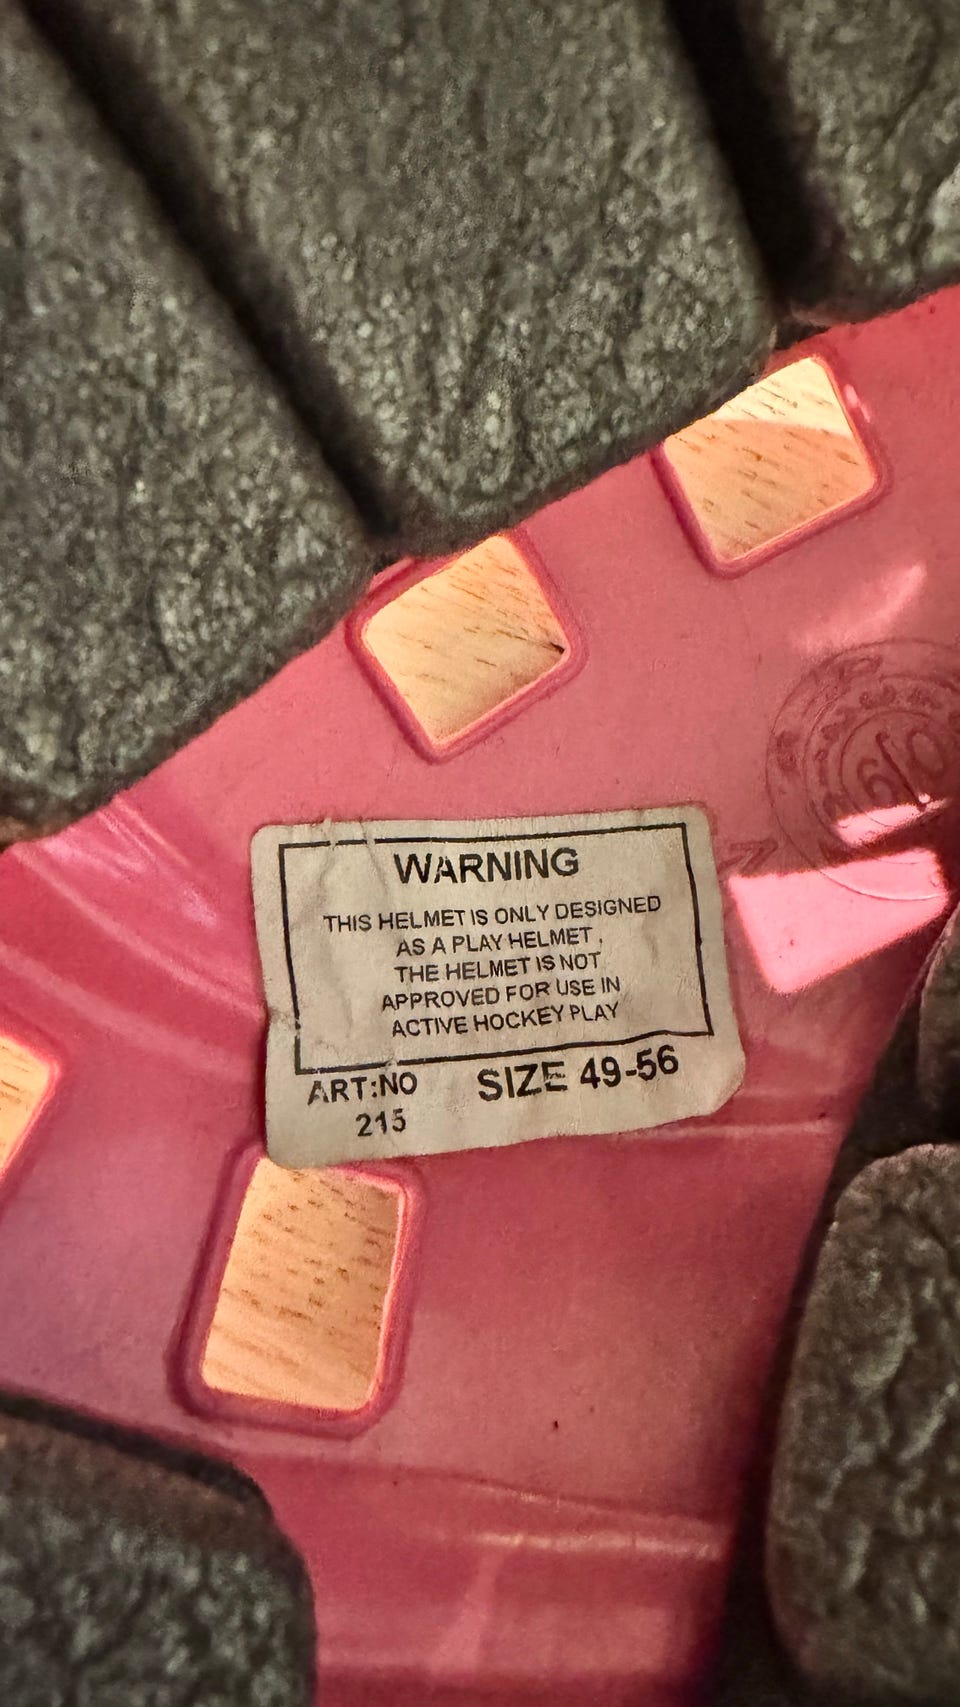 WARNING
THIS HELMET IS ONLY DESIGNED
AS A PLAY HELMET.
THE HELMET IS NOT
APPROVED FOR USE IN
ACTIVE HOCKEY PLAY
ART:NO SIZE 49-56
215